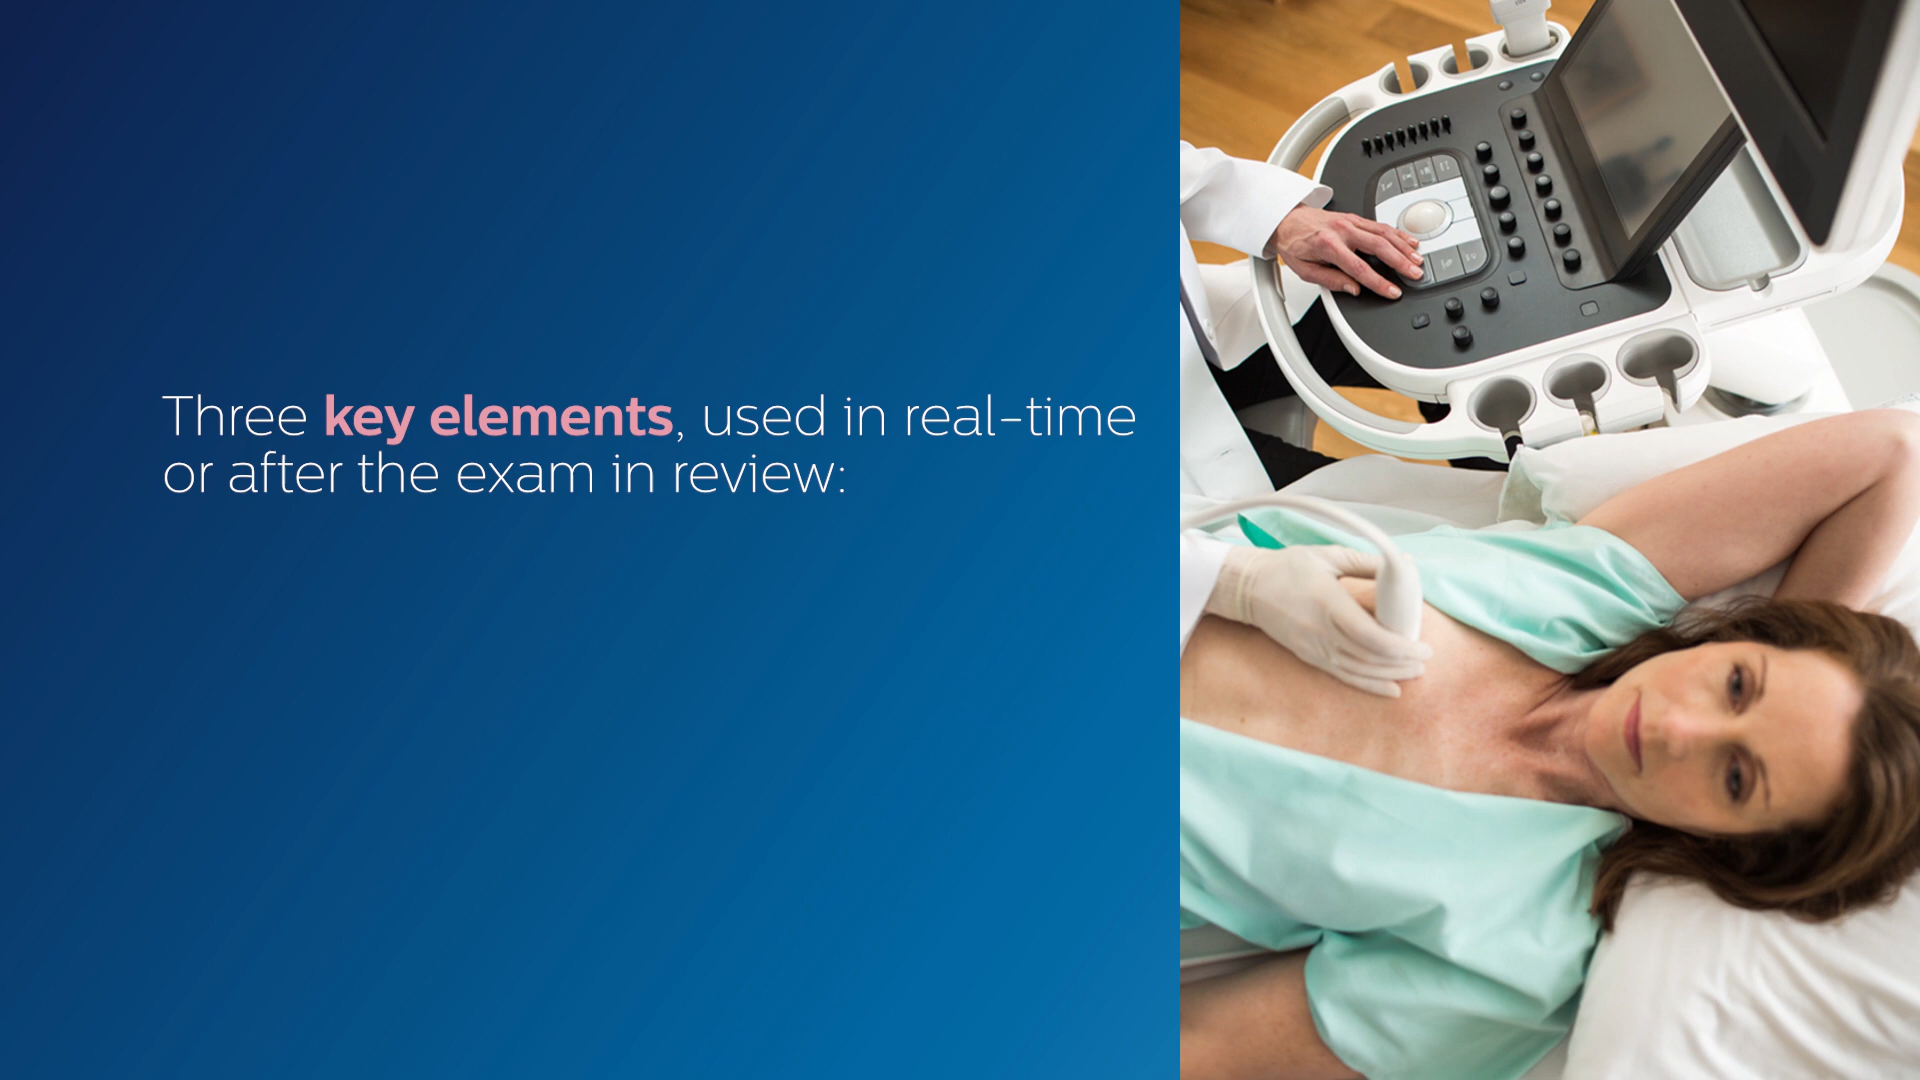 Three key elements, used in real-time
or after the exam in review: